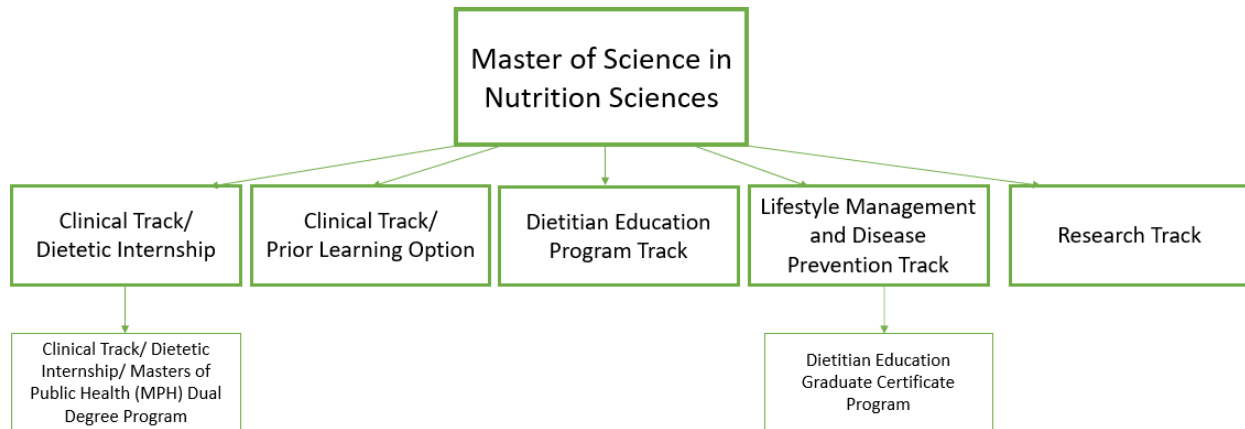 Master of Science in
Nutrition Sciences
Clinical Track/
Dietetic Internship
Clinical Track/
Prior Learning Option
Dietitian Education
Program Track
Lifestyle Management
and Disease
Prevention Track
Research Track
Clinical Track/ Dietetic
Internship/ Masters of
Public Health (MPH) Dual
Degree Program
Dietitian Education
Graduate Certificate
Program